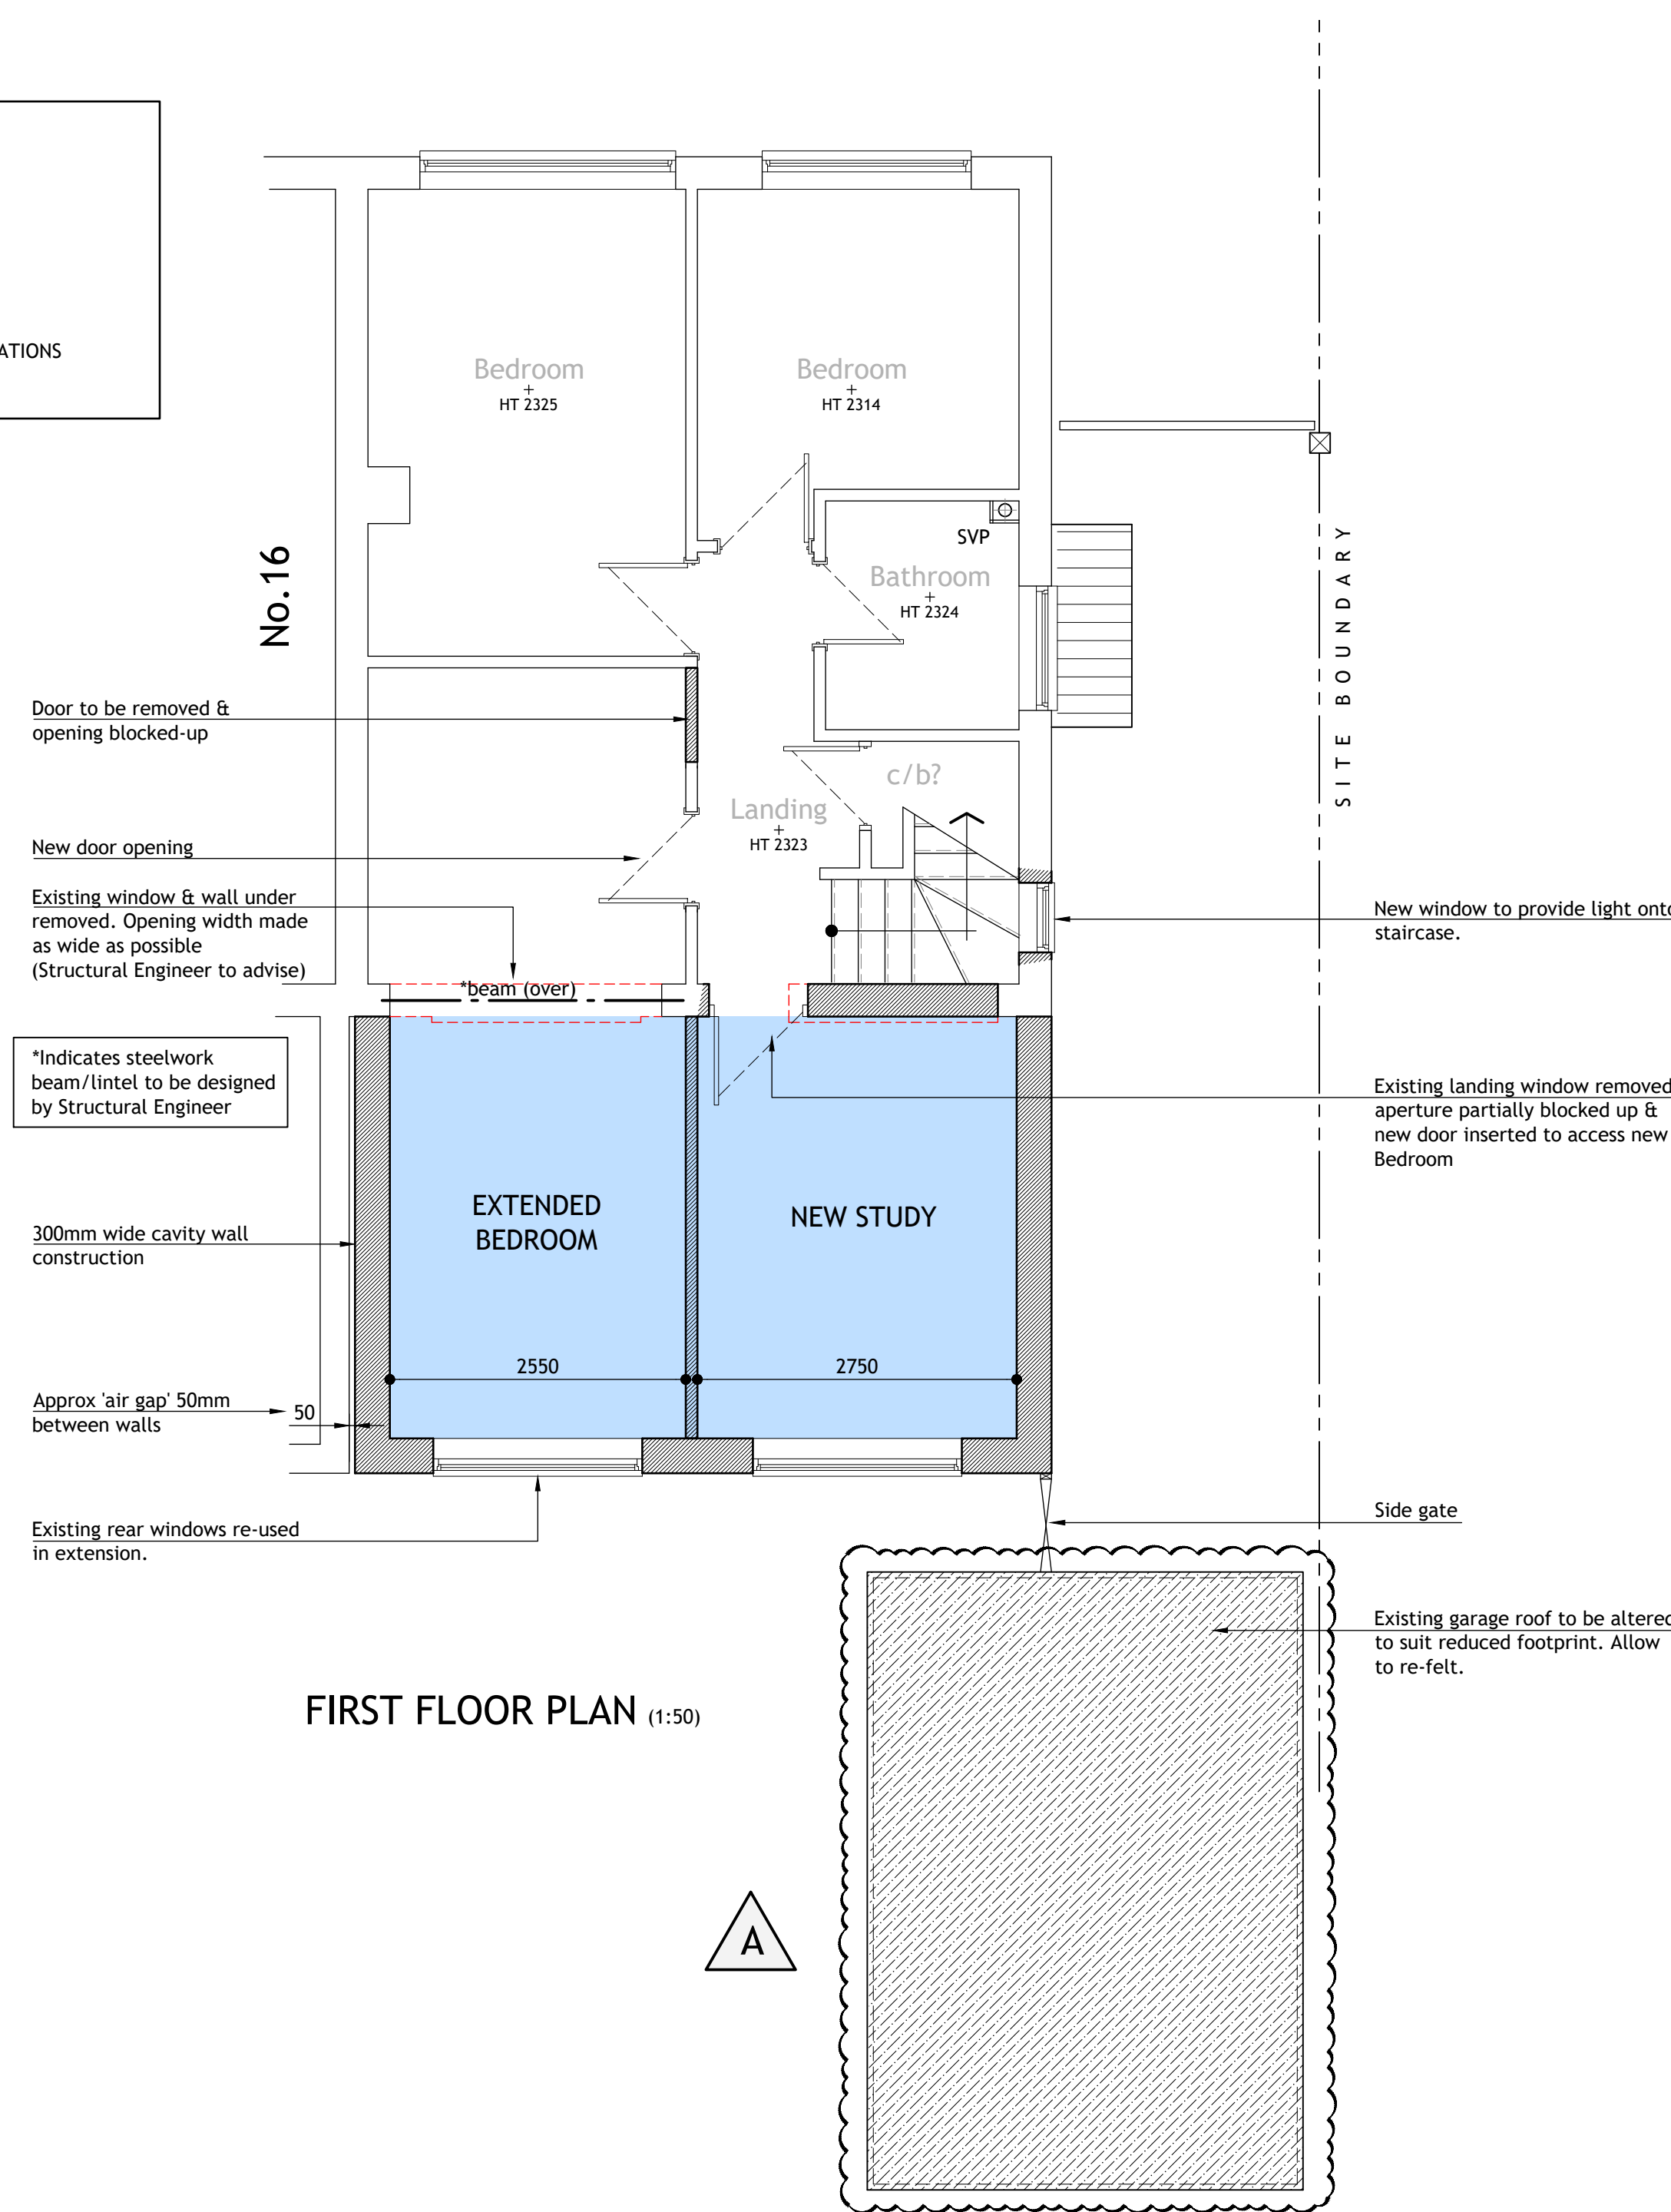 ATIONS
Bedroom
HT 2325
Bedroom
HT 2314
No.16
SVP
Bathroom
HT 2324
SITE BOUNDARY
Door to be removed &
opening blocked-up
c/b?
Landing
HT 2323
New door opening
Existing window & wall under
removed. Opening width made
as wide as possible
(Structural Engineer to advise)
New window to provide light onto
staircase.
*beam (over)
*Indicates steelwork
beam/lintel to be designed
by Structural Engineer
Existing landing window removed
aperture partially blocked up &
new door inserted to access new
Bedroom
EXTENDED
BEDROOM
NEW STUDY
300mm wide cavity wall
construction
2550
2750
Approx 'air gap' 50mm
between walls
50
Existing rear windows re-used
in extension.
Side gate
Existing garage roof to be altered
to suit reduced footprint. Allow
to re-felt.
FIRST FLOOR PLAN (1:50)
A